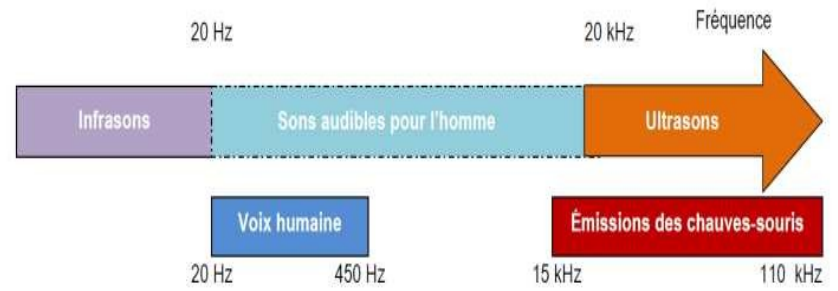 Fréquence
20 Hz 20 kHz
Infrasons Sons audibles pour l'homme Ultrasons
Voix humaine Émissions des chauves-souris
20 Hz 450 Hz 15 kHz 110 kHz